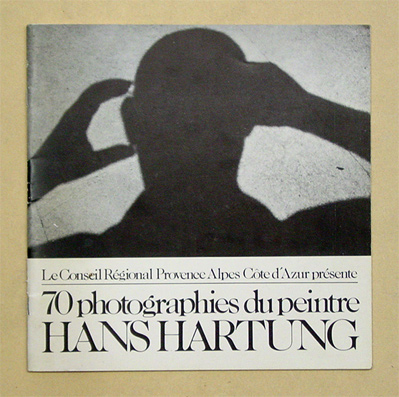 Le Conseil Régional Provence Alpes Côte d'Azur présente
70 photographies du peintre
HANS HARTUNG